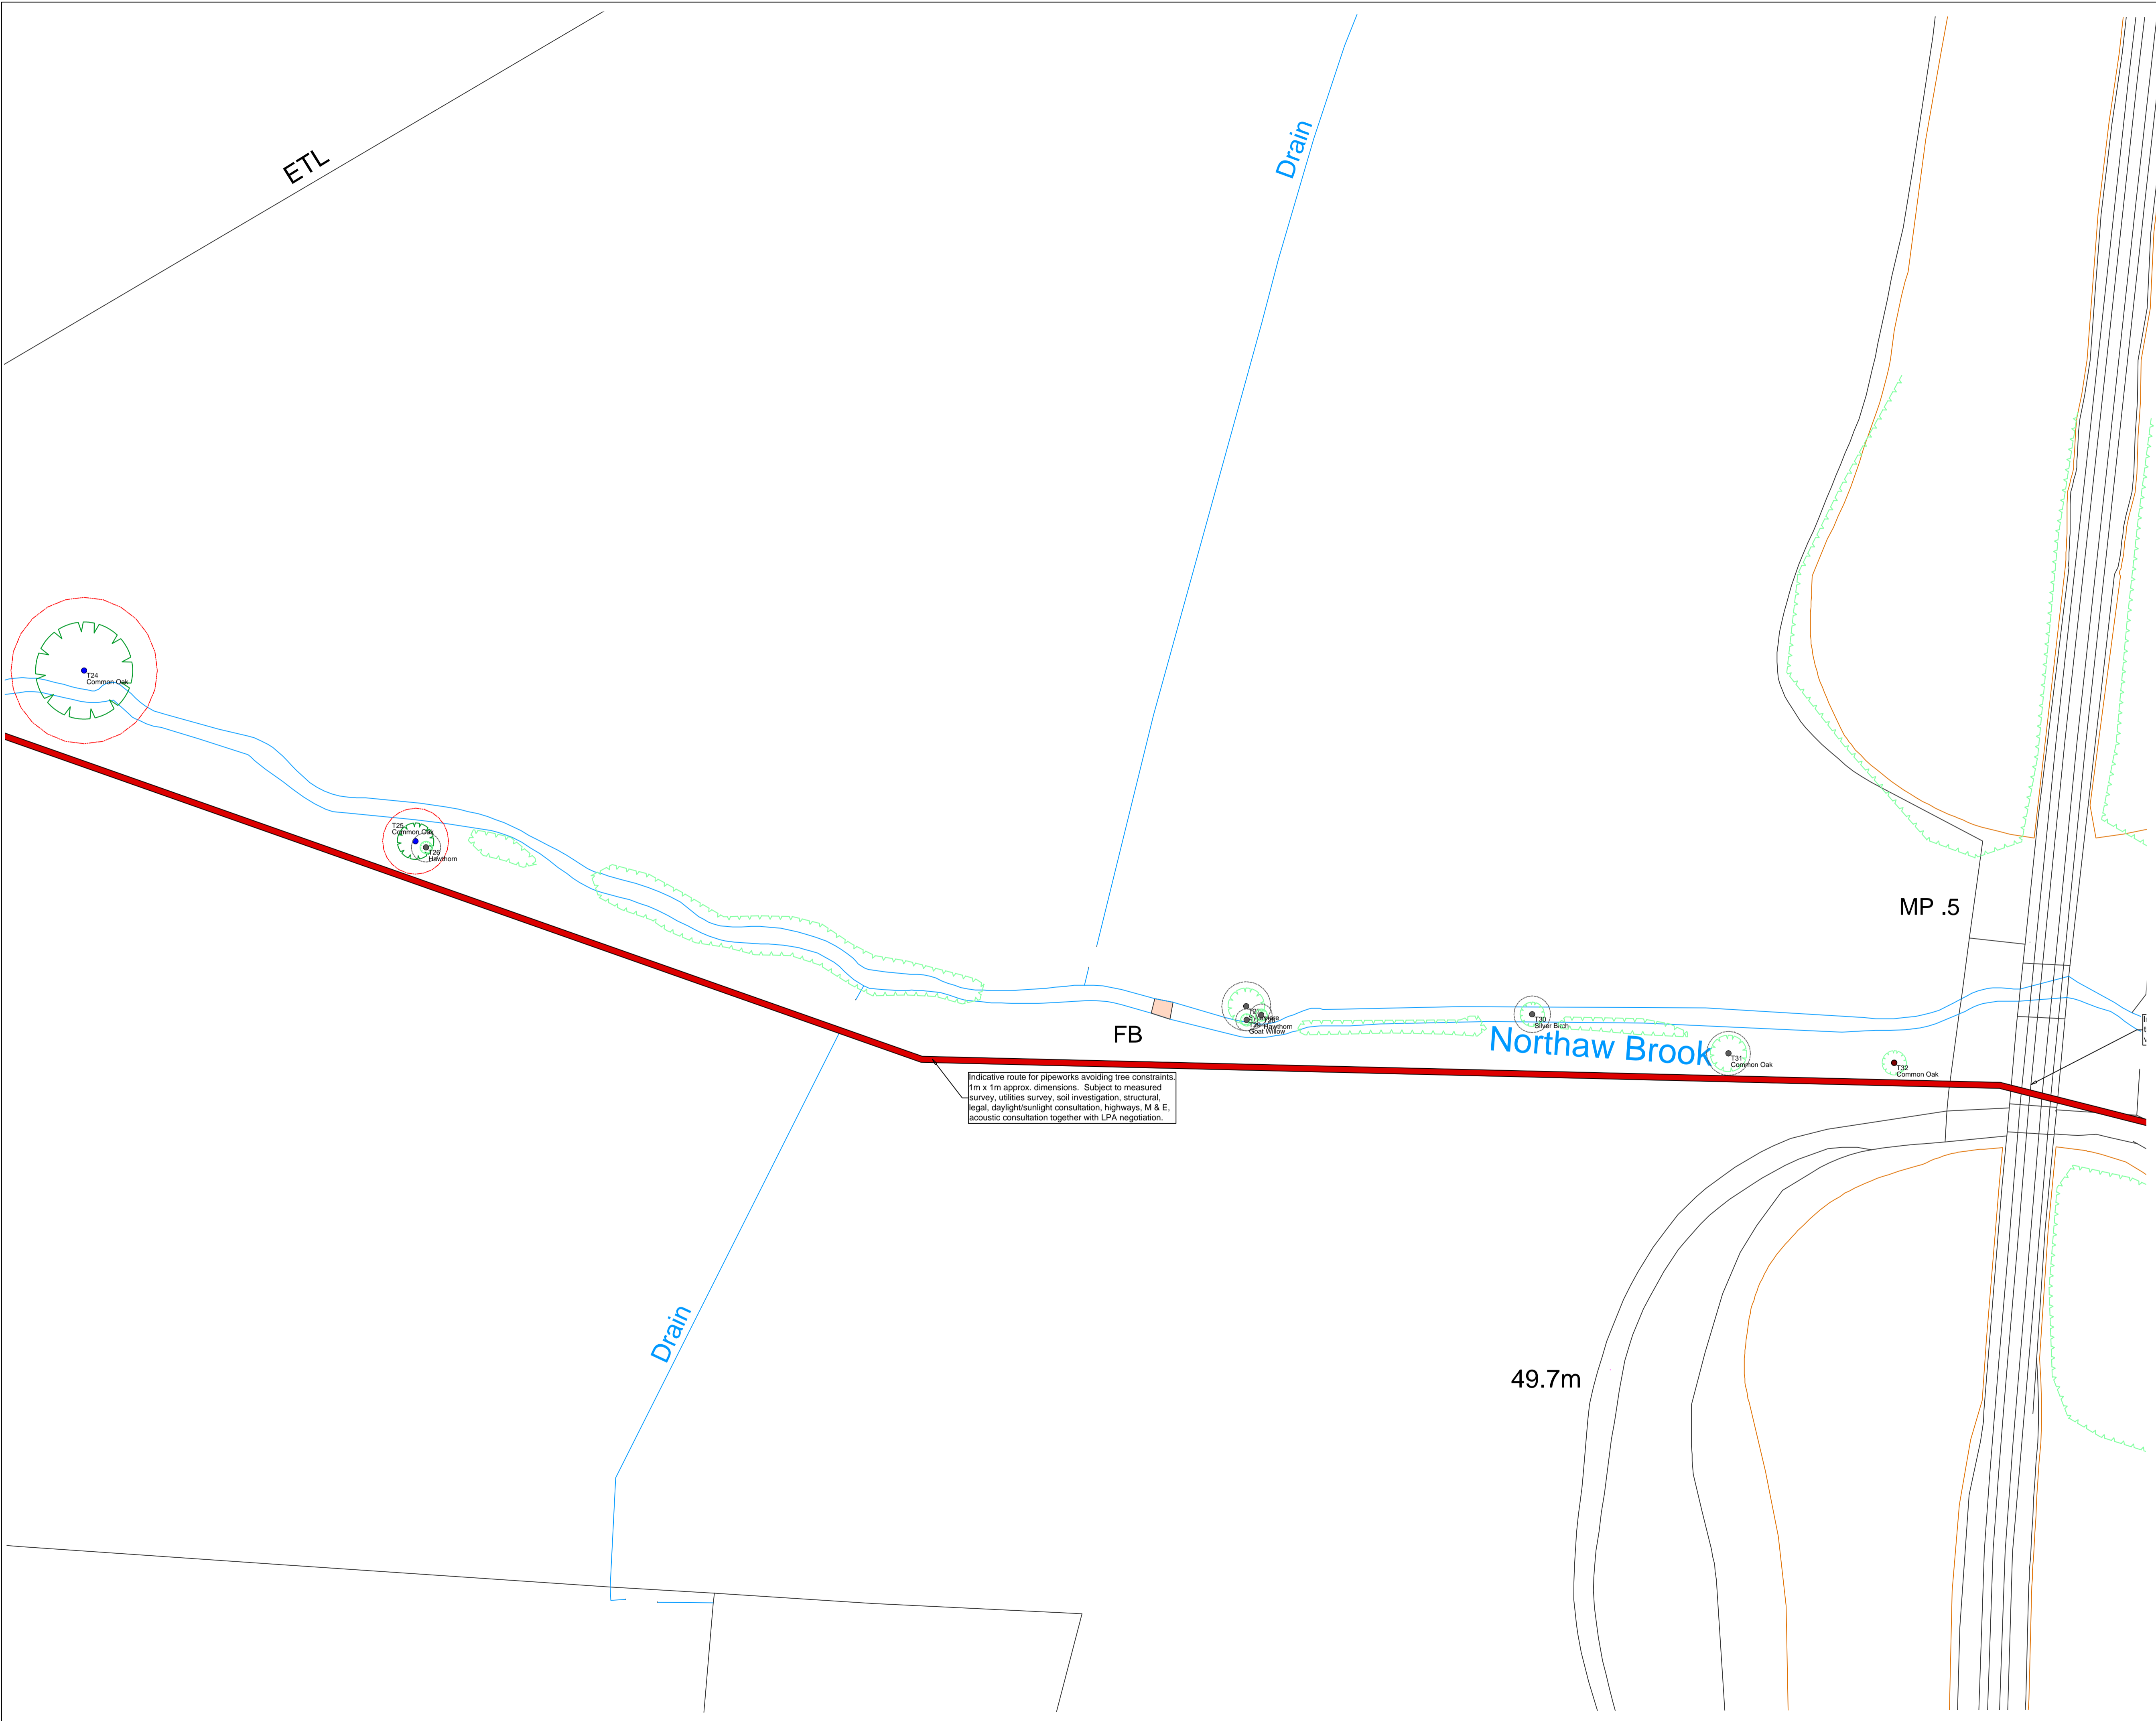 ETL
Drain
T24
Common Oak
T25
Common Oak
T26
Hawthorn
MP .5
FB
T29
Hawthorn
Goat Willow
T30
Silver Birch
Northaw Brook
T31
Common Oak
T32
Common Oak
Indicative route for pipeworks avoiding tree constraints.
1m x 1m approx. dimensions. Subject to measured
survey, utilities survey, soil investigation, structural,
legal, daylight/sunlight consultation, highways, M & E,
acoustic consultation together with LPA negotiation.
Drain
49.7m